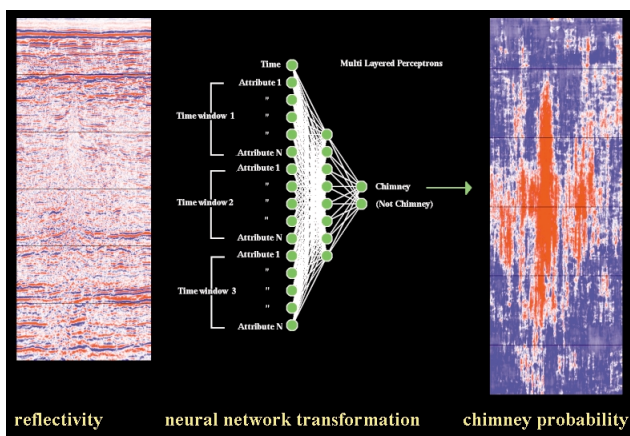 Time
Multi Layered Perceptrons
Attribute 1
"
Time window 1
"
"
Attribute N
Attribute 1
"
Time window 2
"
"
Attribute N
Attribute 1
"
Time window 3
"
"
Attribute N
Chimney
(Not Chimney)
reflectivity
neural network transformation
chimney probability